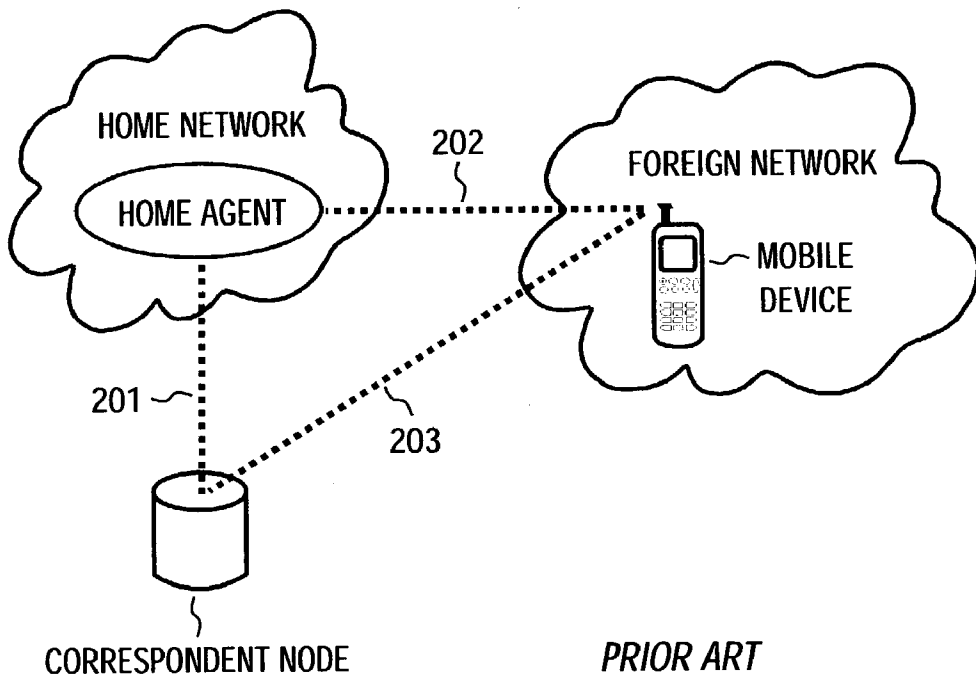 HOME NETWORK
HOME AGENT
202
FOREIGN NETWORK
MOBILE
DEVICE
201
203
CORRESPONDENT NODE
PRIOR ART